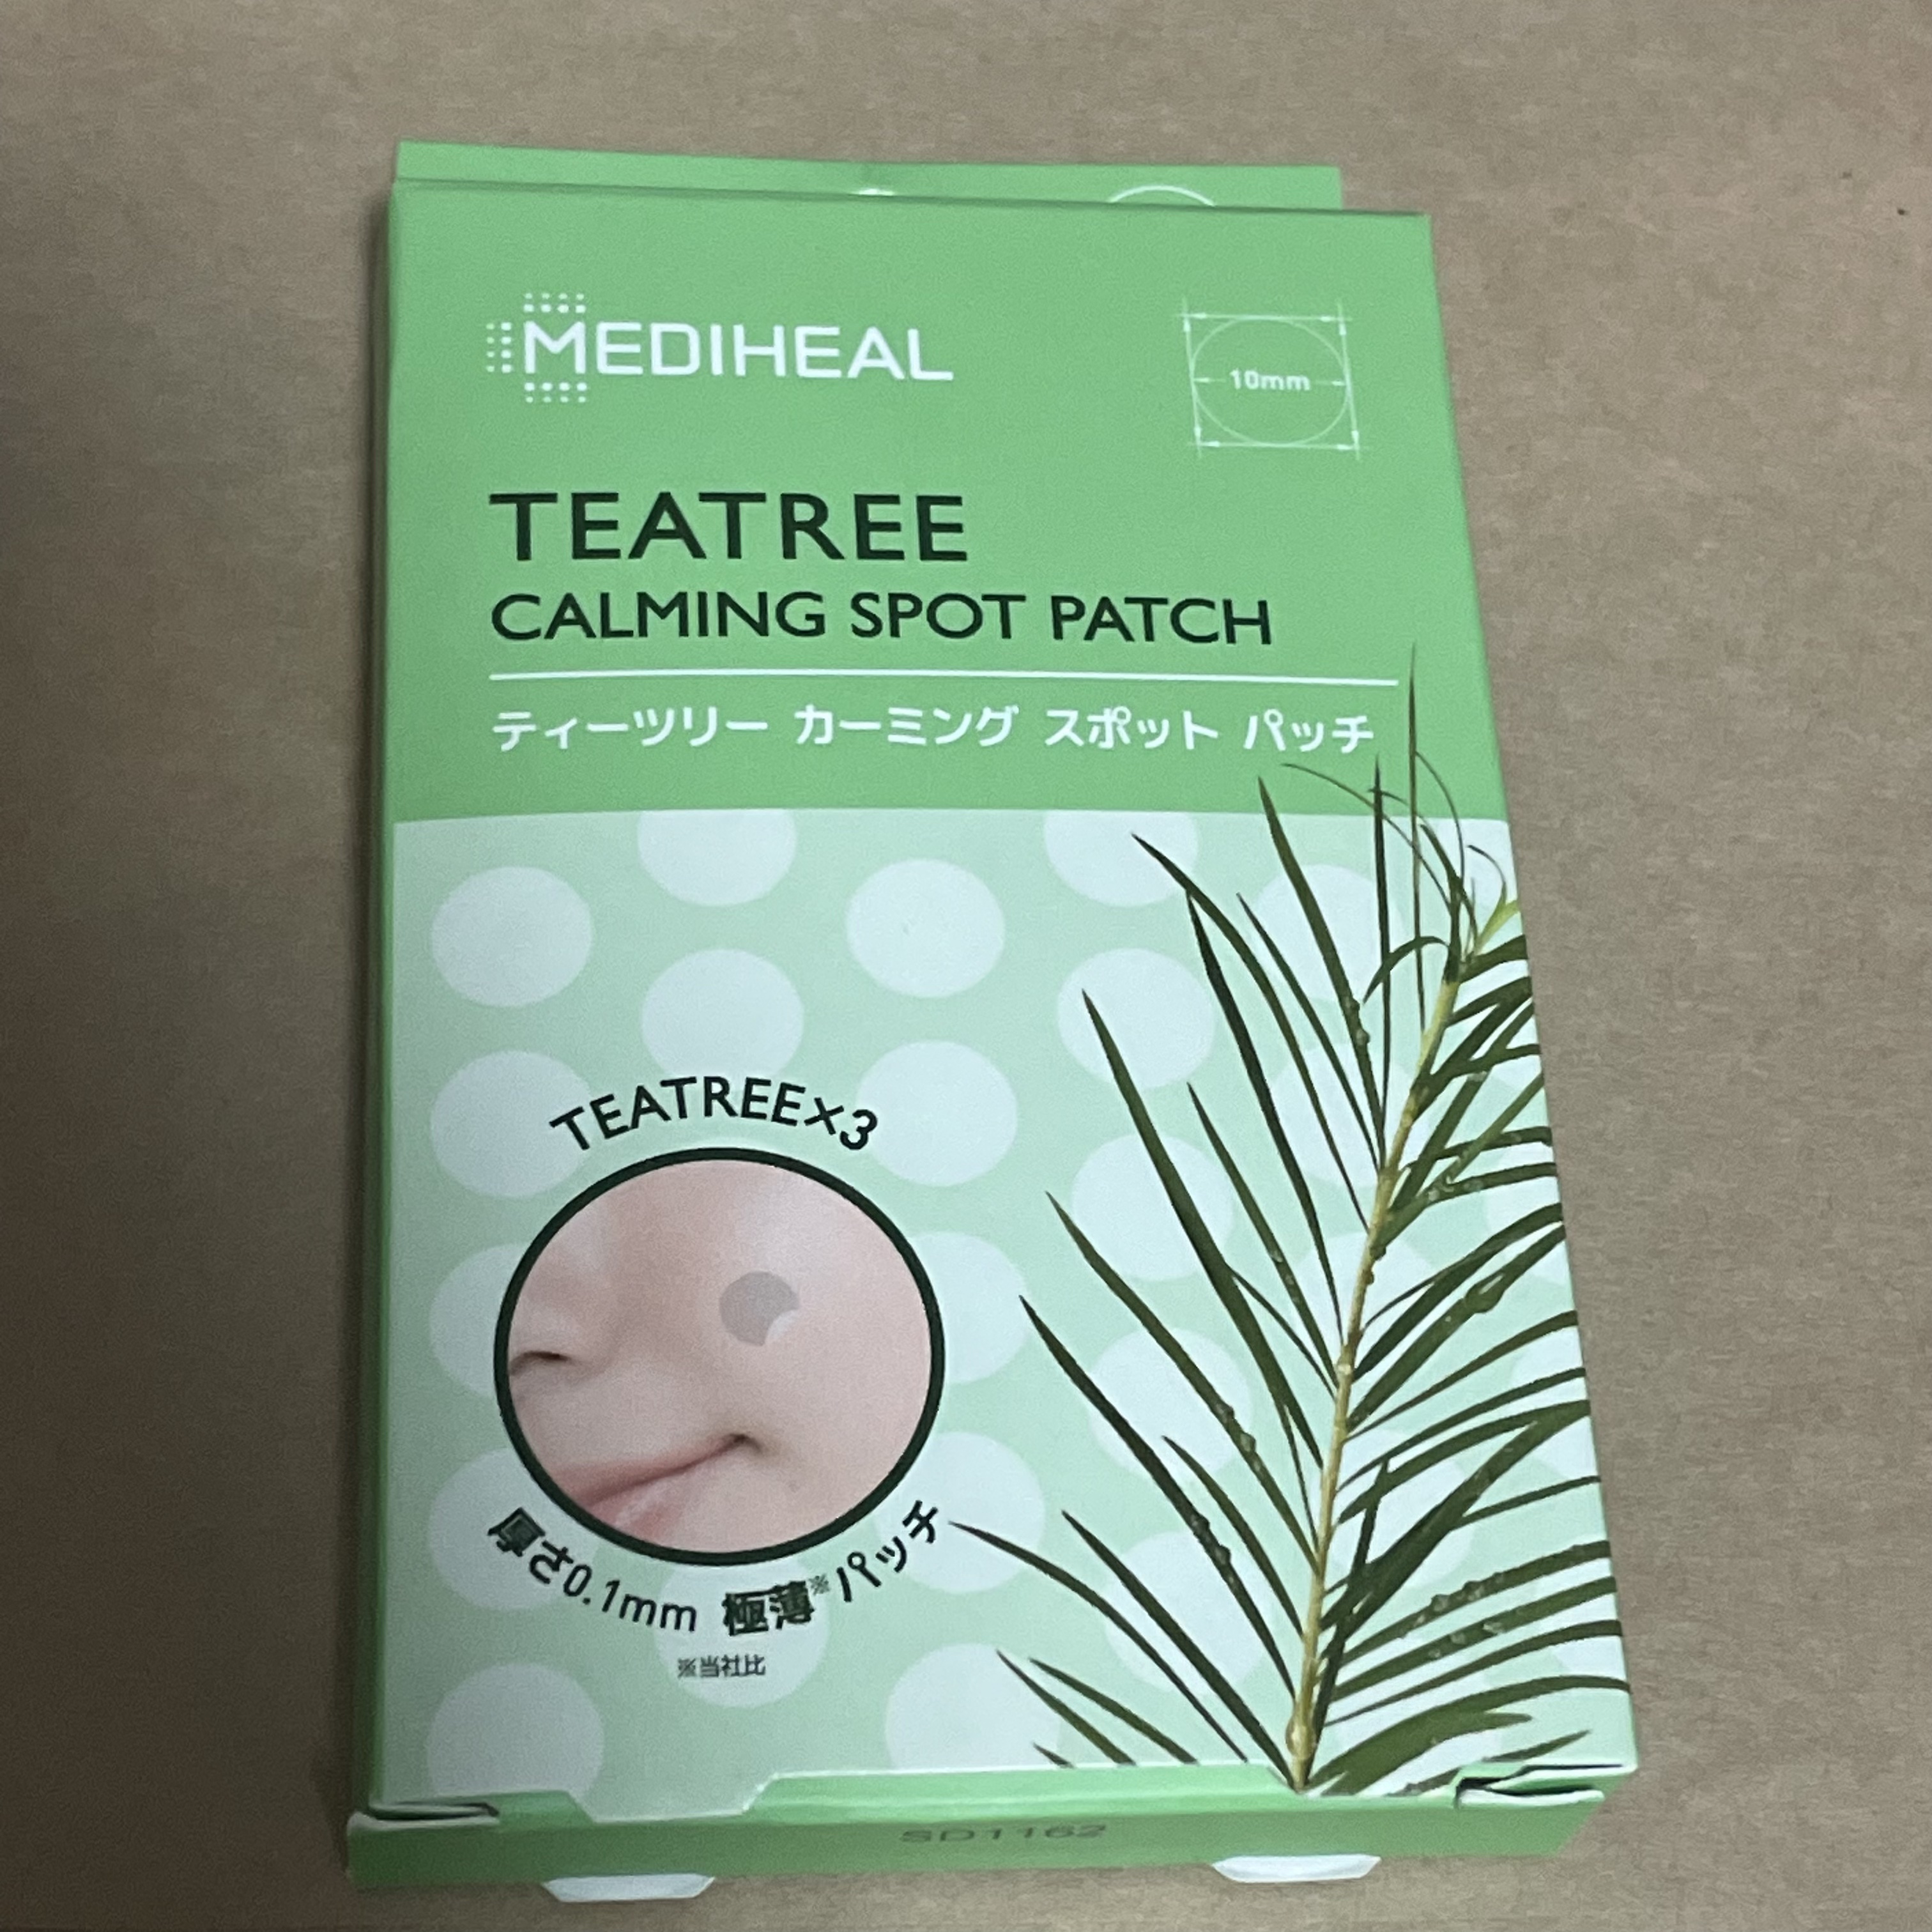 MEDIHEAL
10mm
TEATREE
CALMING SPOT PATCH
ティーツリー カーミング スポット パッチ
TEATREE×3
厚さ0.1mm 極薄※パッチ
※当社比
SD1162